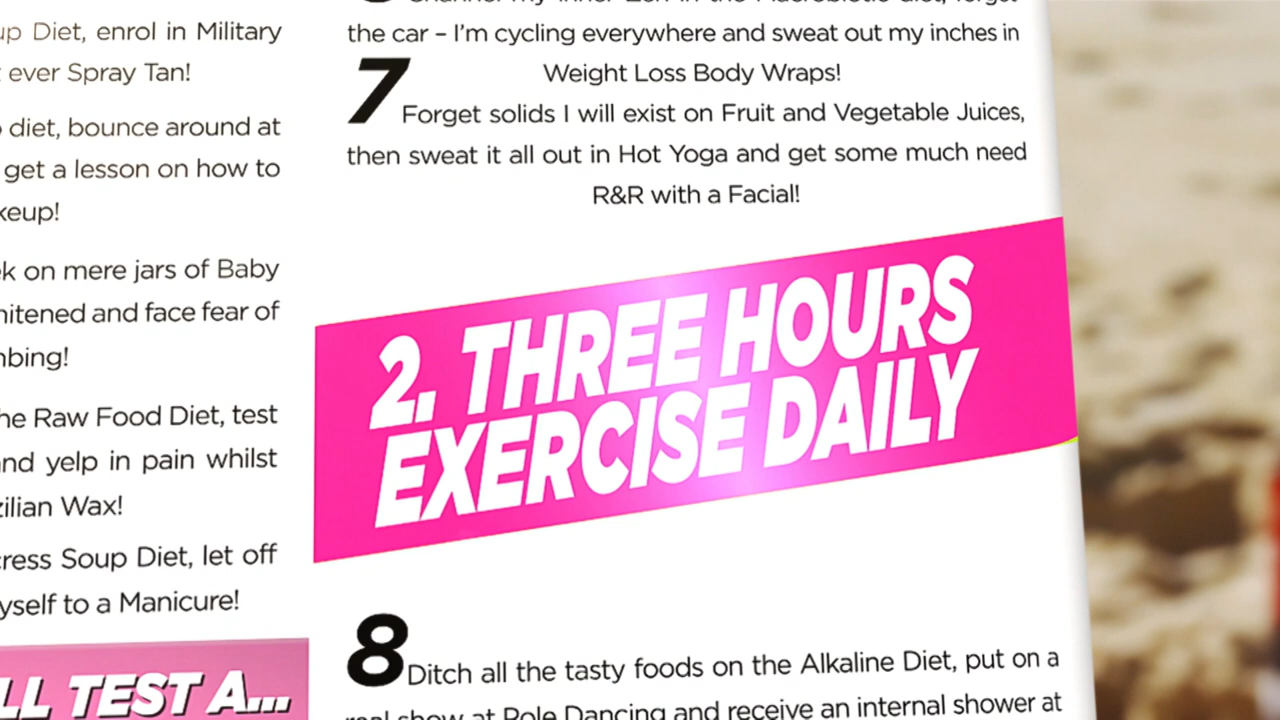 up Diet, enrol in Military
ever Spray Tan!
diet, bounce around at
get a lesson on how to
keup!
k on mere jars of Baby
hitened and face fear of
nbing!
he Raw Food Diet, test
nd yelp in pain whilst
zilian Wax!
cress Soup Diet, let off
yself to a Manicure!
LL TEST A...
the car – I'm cycling everywhere and sweat out my inches in
Weight Loss Body Wraps!
7 Forget solids I will exist on Fruit and Vegetable Juices,
then sweat it all out in Hot Yoga and get some much need
R&R with a Facial!
2. THREE HOURS
EXERCISE DAILY
8 Ditch all the tasty foods on the Alkaline Diet, put on a
real show at Pole Dancing and receive an internal shower at